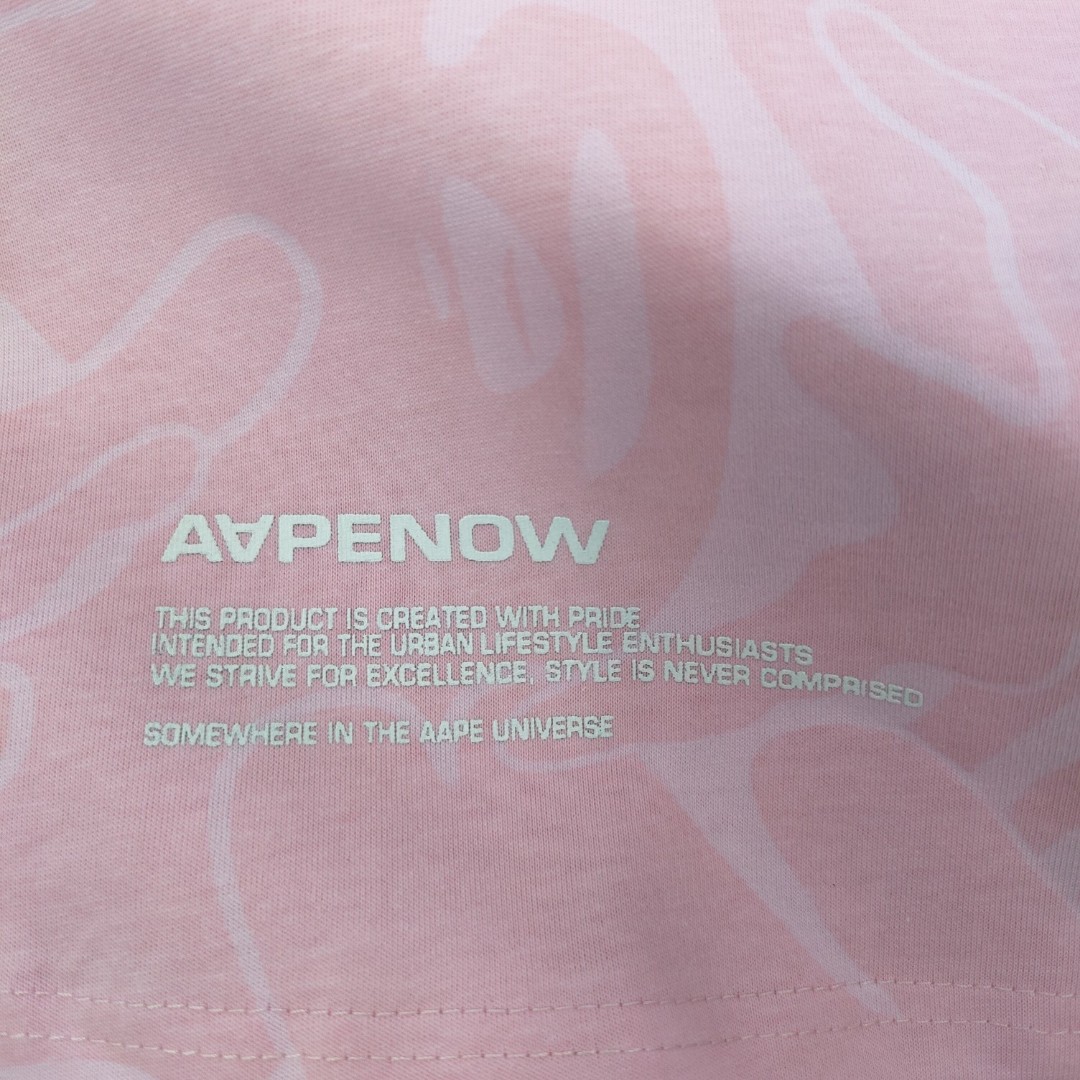 AAPENOW
THIS PRODUCT IS CREATED WITH PRIDE
INTENDED FOR THE URBAN LIFESTYLE ENTHUSIASTS
WE STRIVE FOR EXCELLENCE, STYLE IS NEVER COMPRISED
SOMEWHERE IN THE AAPE UNIVERSE